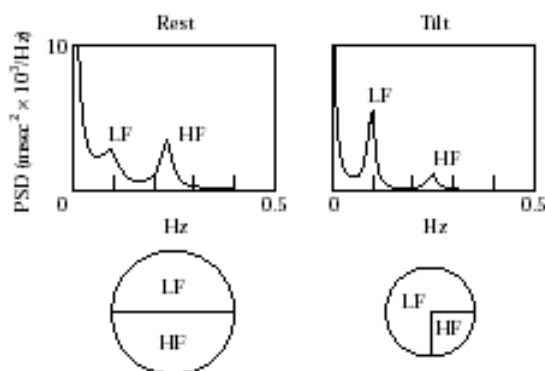 Rest
Tilt
10
PSD (msec² × 10³/Hz)
LF
HF
LF
HF
0
0.5
0
0.5
Hz
Hz
LF
HF
LF
HF